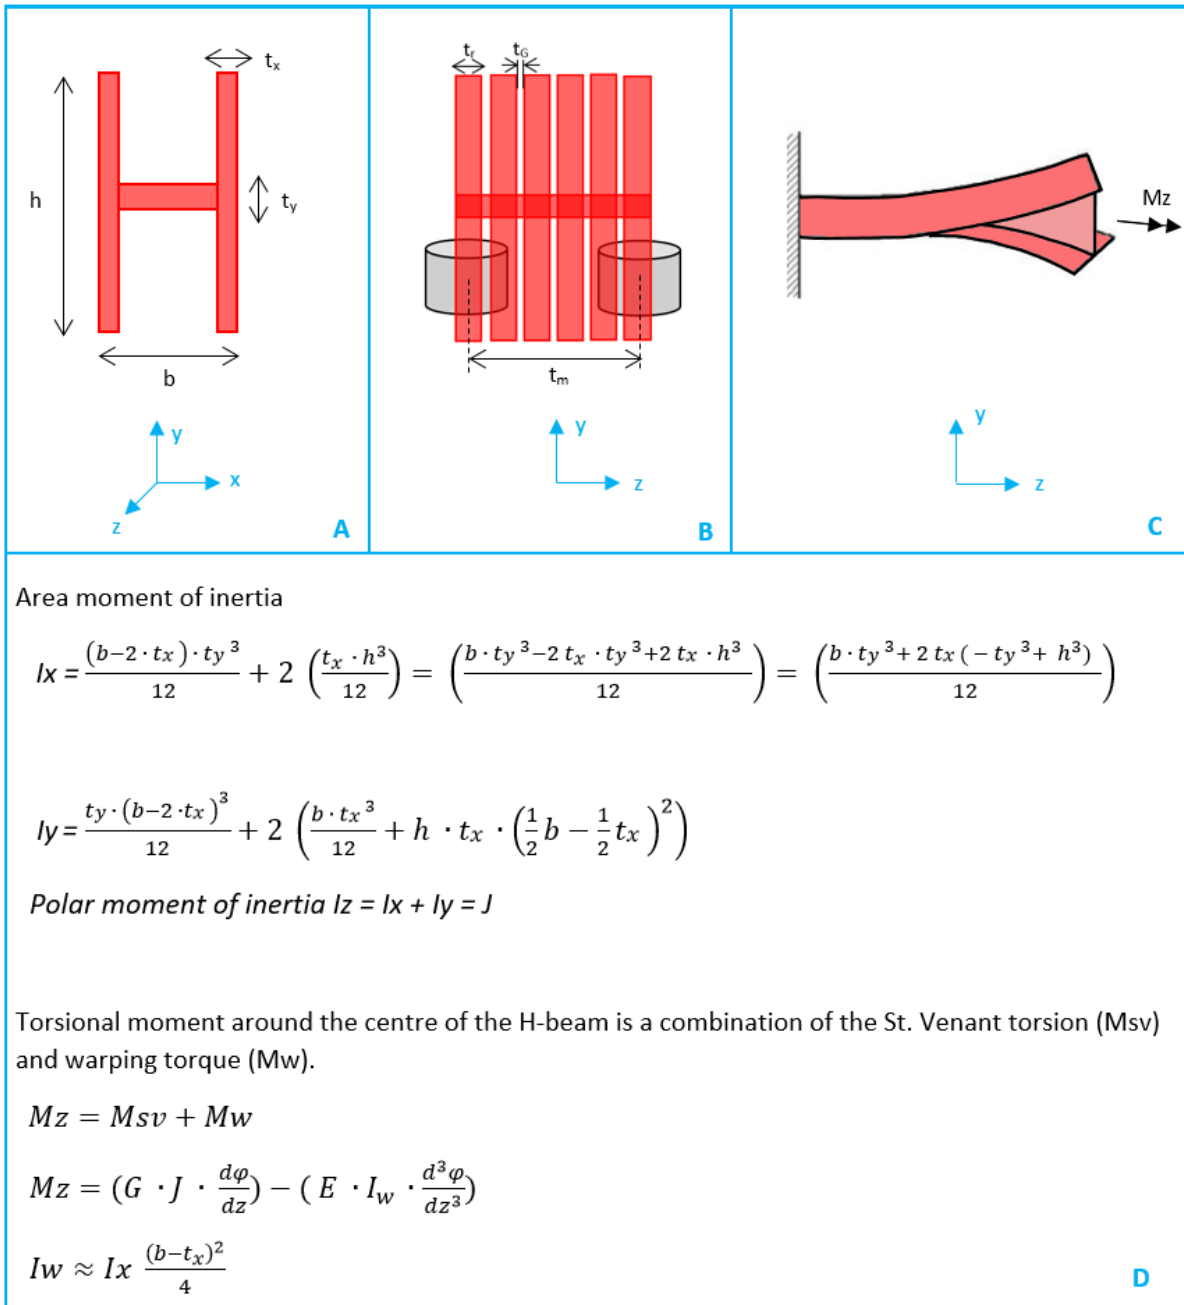 tₓ
h
t_y
b
y
x
z
A
tᵣ
t_G
tₘ
y
z
B
Mz
y
z
C
Area moment of inertia
Ix = (b−2·tx)·ty³/12 + 2 (tₓ·h³/12) = (b·ty³−2 tₓ·ty³+2 tx·h³/12) = (b·ty³+ 2 tx (− ty³+ h³)/12)
Iy = ty·(b−2·tx)³/12 + 2 (b·tx³/12 + h·tₓ·(1/2 b − 1/2 tₓ)²)
Polar moment of inertia Iz = Ix + Iy = J
Torsional moment around the centre of the H-beam is a combination of the St. Venant torsion (Msv)
and warping torque (Mw).
Mz = Msv + Mw
Mz = (G · J · dφ/dz) − ( E · I_w · d³φ/dz³)
Iw ≈ Ix (b−tₓ)²/4
D